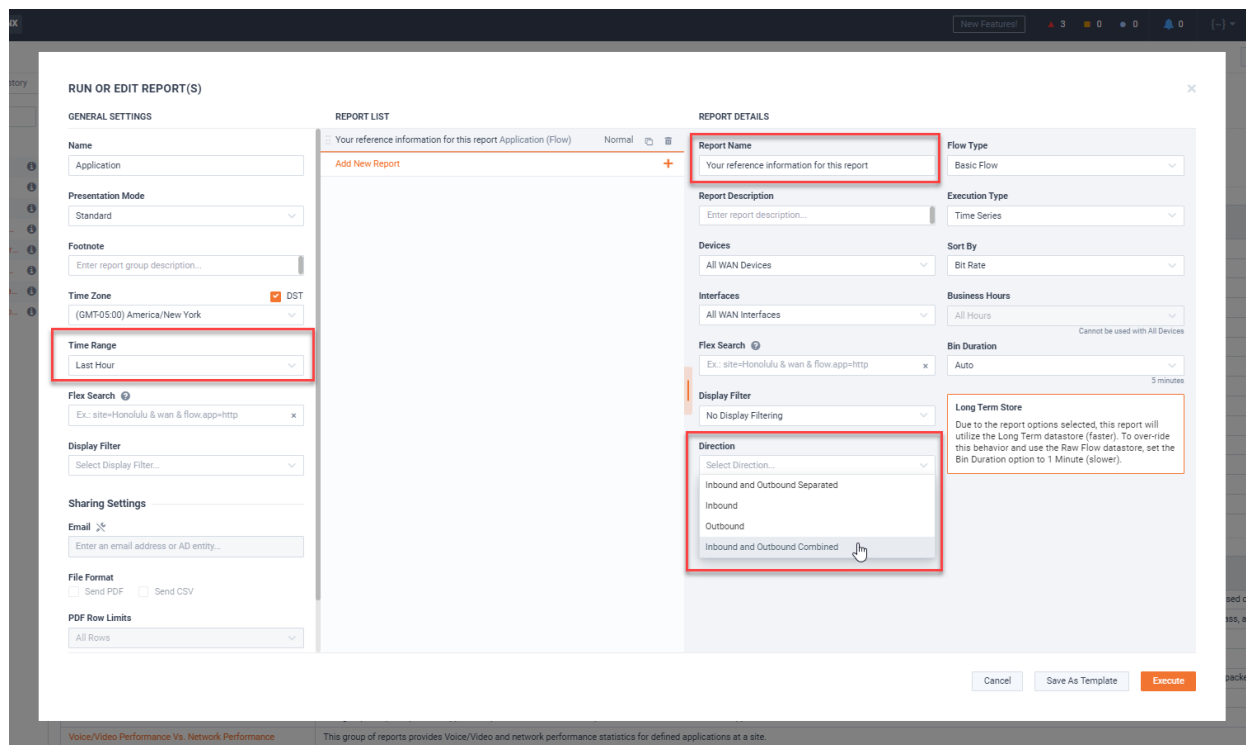 NX
New Features!
3
0
0
0
story
RUN OR EDIT REPORT(S)
GENERAL SETTINGS
Name
Application
Presentation Mode
Standard
Footnote
Enter report group description...
Time Zone
DST
(GMT-05:00) America/New York
Time Range
Last Hour
Flex Search
Ex.: site=Honolulu & wan & flow.app=http
Display Filter
Select Display Filter...
Sharing Settings
Email
Enter an email address or AD entity...
File Format
Send PDF
Send CSV
PDF Row Limits
All Rows
REPORT LIST
Your reference information for this report Application (Flow) Normal
Add New Report
REPORT DETAILS
Report Name
Your reference information for this report
Report Description
Enter report description...
Devices
All WAN Devices
Interfaces
All WAN Interfaces
Flex Search
Ex.: site=Honolulu & wan & flow.app=http
Display Filter
No Display Filtering
Direction
Select Direction...
Inbound and Outbound Separated
Inbound
Outbound
Inbound and Outbound Combined
Flow Type
Basic Flow
Execution Type
Time Series
Sort By
Bit Rate
Business Hours
All Hours
Cannot be used with All Devices
Bin Duration
Auto
5 minutes
Long Term Store
Due to the report options selected, this report will
utilize the Long Term datastore (faster). To over-ride
this behavior and use the Raw Flow datastore, set the
Bin Duration option to 1 Minute (slower).
Cancel
Save As Template
Execute
Voice/Video Performance Vs. Network Performance
This group of reports provides Voice/Video and network performance statistics for defined applications at a site.